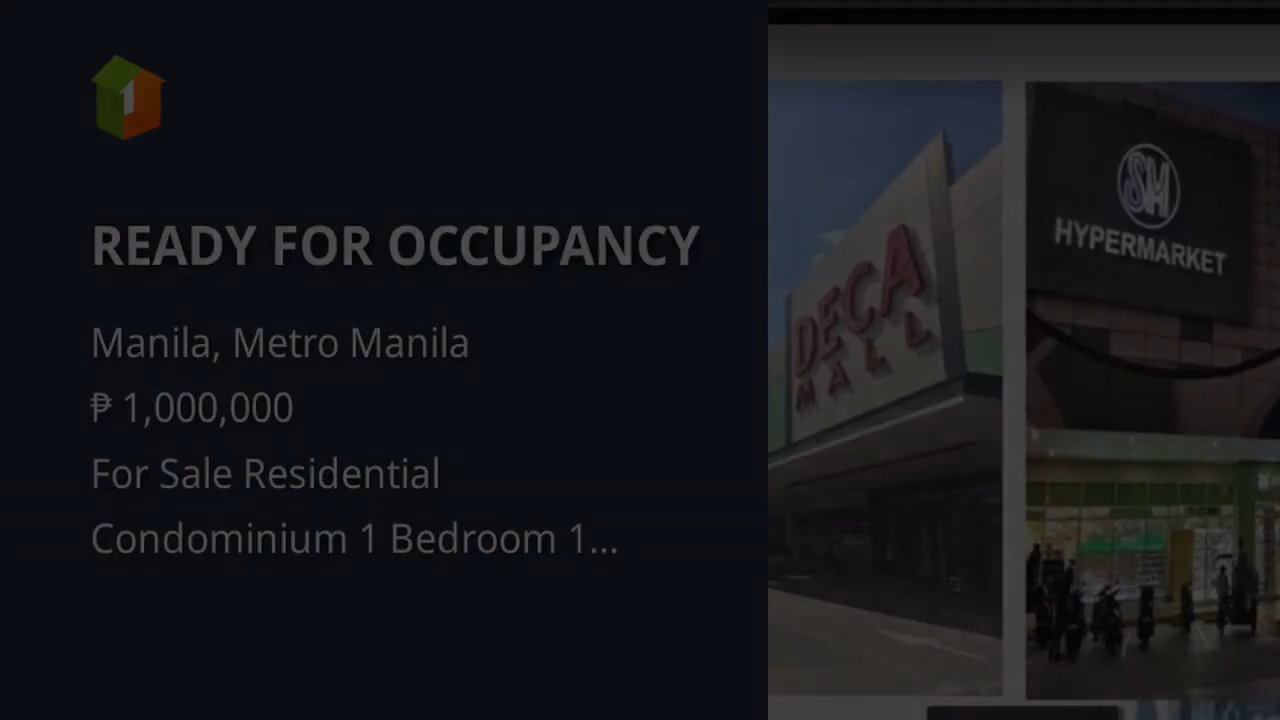 READY FOR OCCUPANCY
Manila, Metro Manila
₱ 1,000,000
For Sale Residential
Condominium 1 Bedroom 1...
DECA
MALL
SM
HYPERMARKET